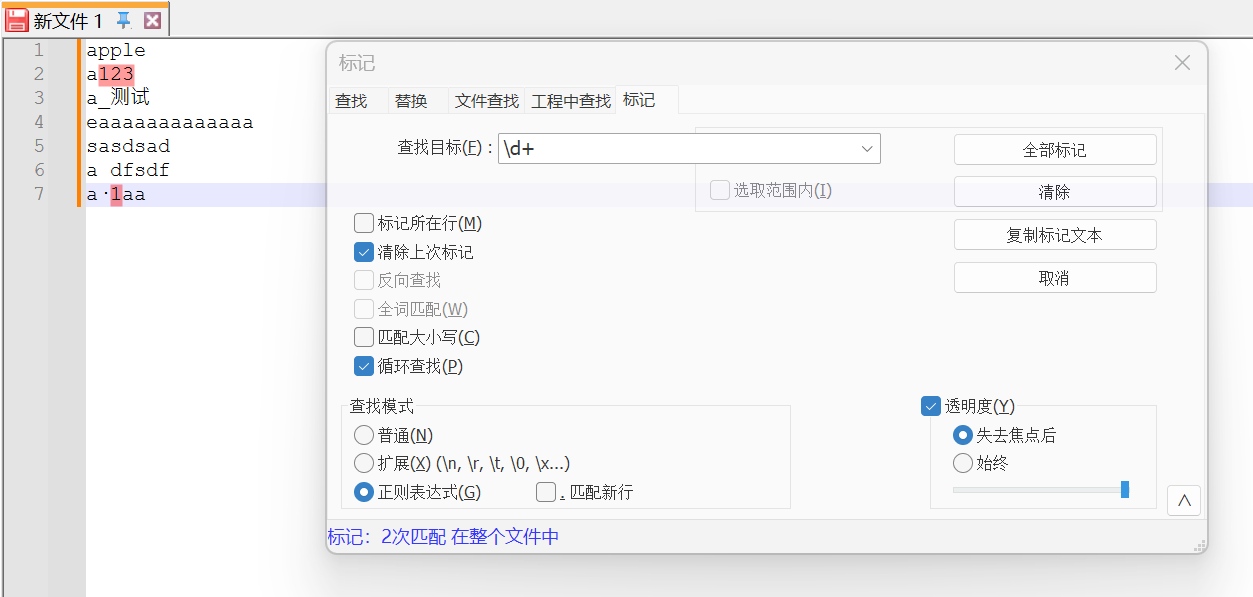 新文件 1
1 apple
2 a123
3 a_测试
4 eaaaaaaaaaaaaa
5 sasdsad
6 a dfsdf
7 a·1aa
标记
查找 替换 文件查找 工程中查找 标记
查找目标(F)： \d+
全部标记
选取范围内(I)
清除
标记所在行(M)
复制标记文本
清除上次标记
反向查找
取消
全词匹配(W)
匹配大小写(C)
循环查找(P)
查找模式
透明度(Y)
普通(N)
失去焦点后
扩展(X) (\n, \r, \t, \0, \x...)
始终
正则表达式(G) . 匹配新行
标记：2次匹配 在整个文件中